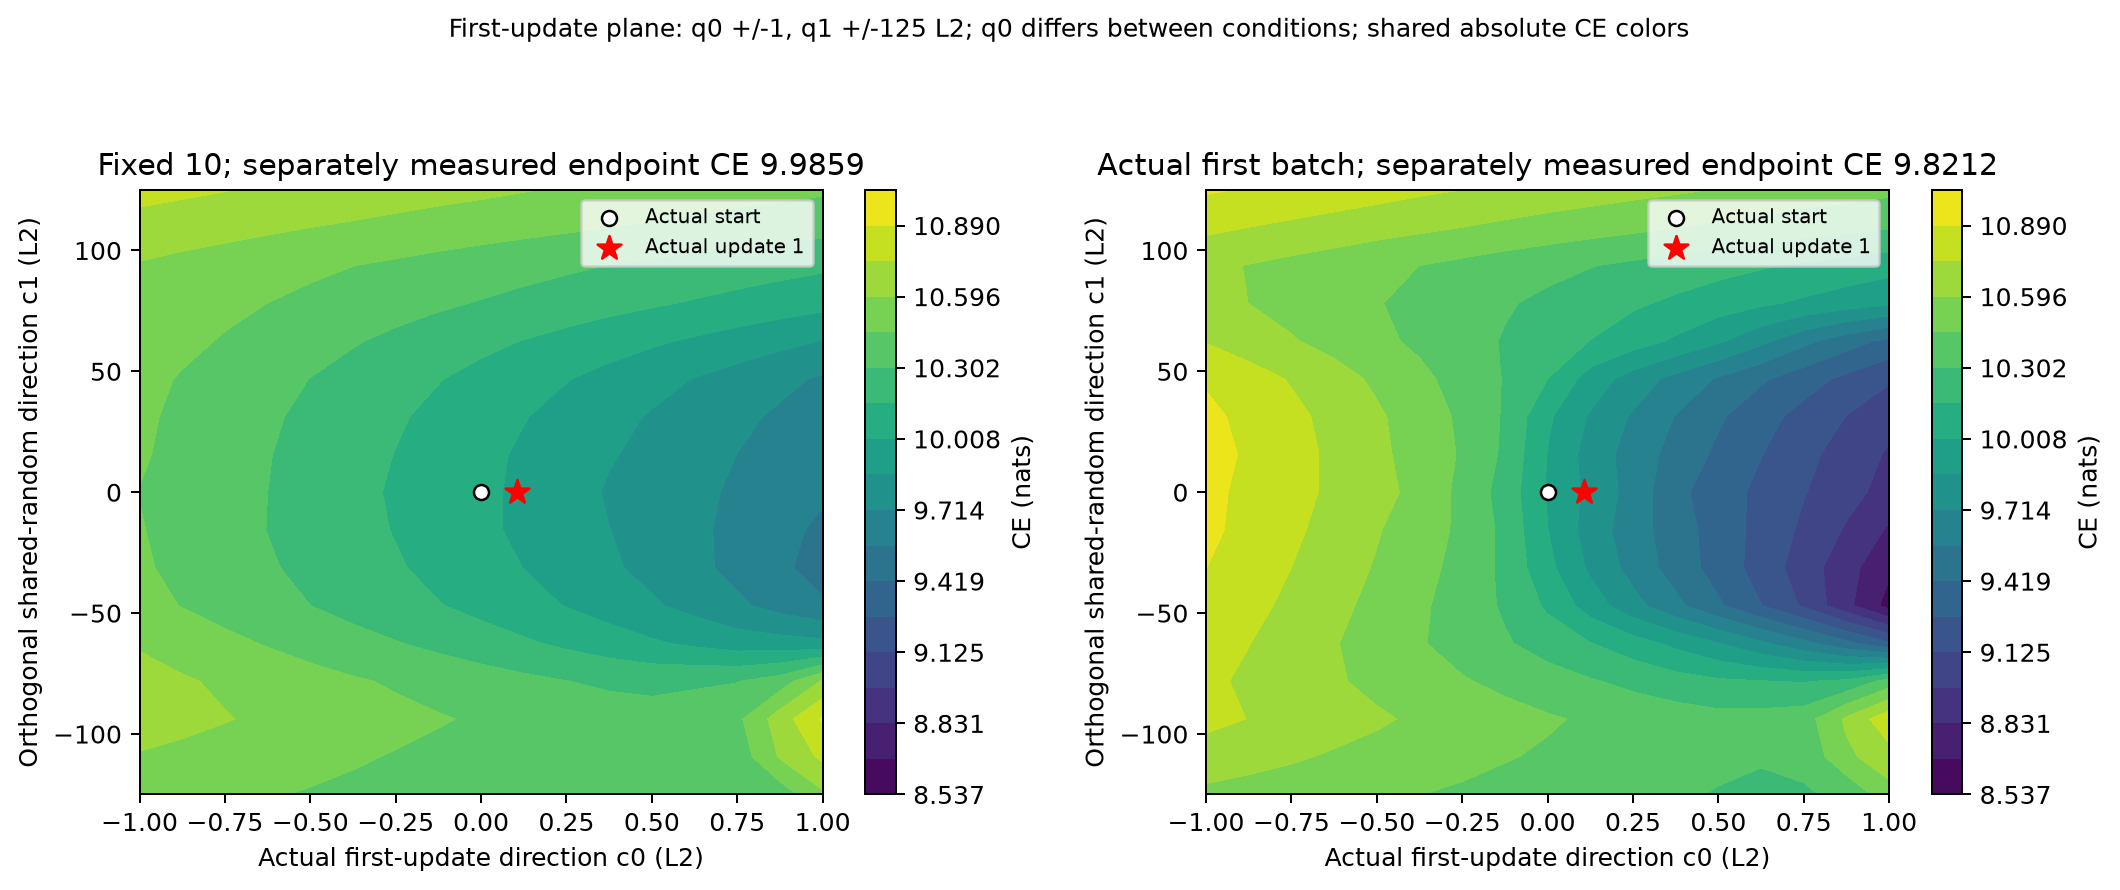 First-update plane: q0 +/-1, q1 +/-125 L2; q0 differs between conditions; shared absolute CE colors
Fixed 10; separately measured endpoint CE 9.9859
Actual start
Actual update 1
Orthogonal shared-random direction c1 (L2)
100
50
0
−50
−100
−1.00 −0.75 −0.50 −0.25 0.00 0.25 0.50 0.75 1.00
Actual first-update direction c0 (L2)
10.890
10.596
10.302
10.008
9.714
9.419
9.125
8.831
8.537
CE (nats)
Actual first batch; separately measured endpoint CE 9.8212
Actual start
Actual update 1
Orthogonal shared-random direction c1 (L2)
100
50
0
−50
−100
−1.00 −0.75 −0.50 −0.25 0.00 0.25 0.50 0.75 1.00
Actual first-update direction c0 (L2)
10.890
10.596
10.302
10.008
9.714
9.419
9.125
8.831
8.537
CE (nats)